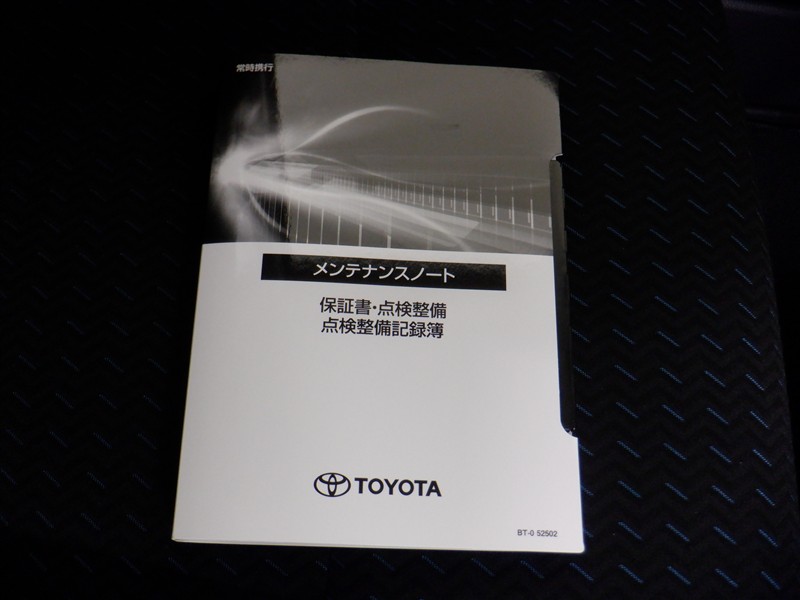 常時携行
メンテナンスノート
保証書・点検整備
点検整備記録簿
TOYOTA
BT-0 52502